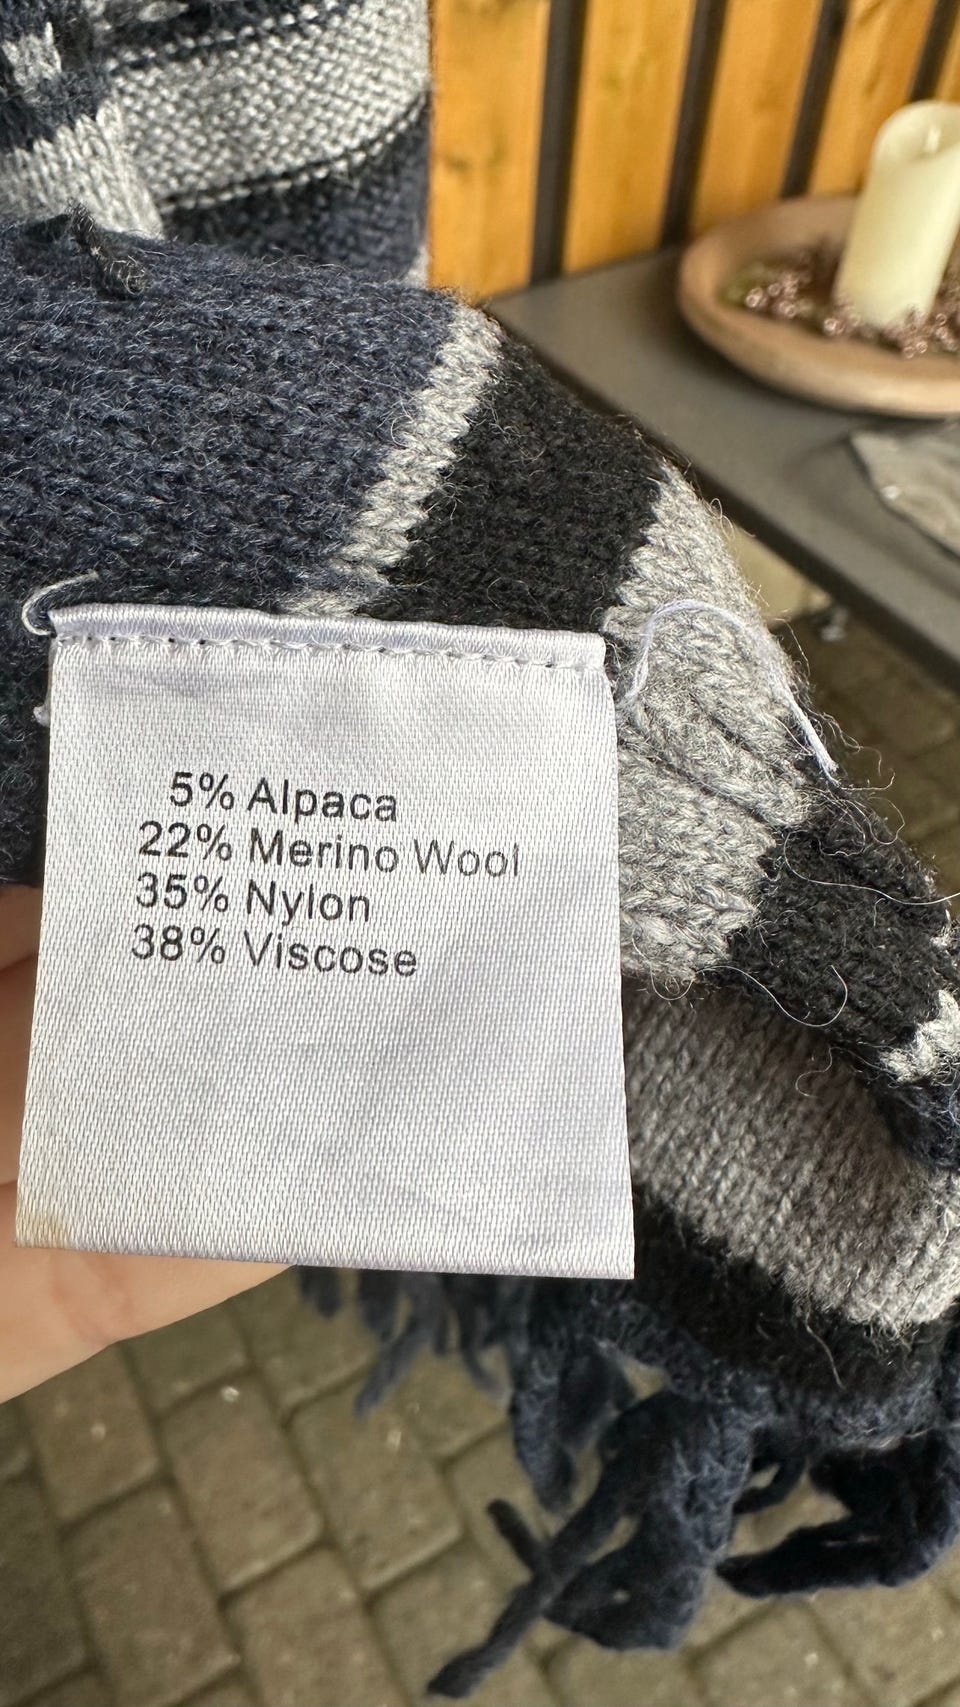 5% Alpaca
22% Merino Wool
35% Nylon
38% Viscose